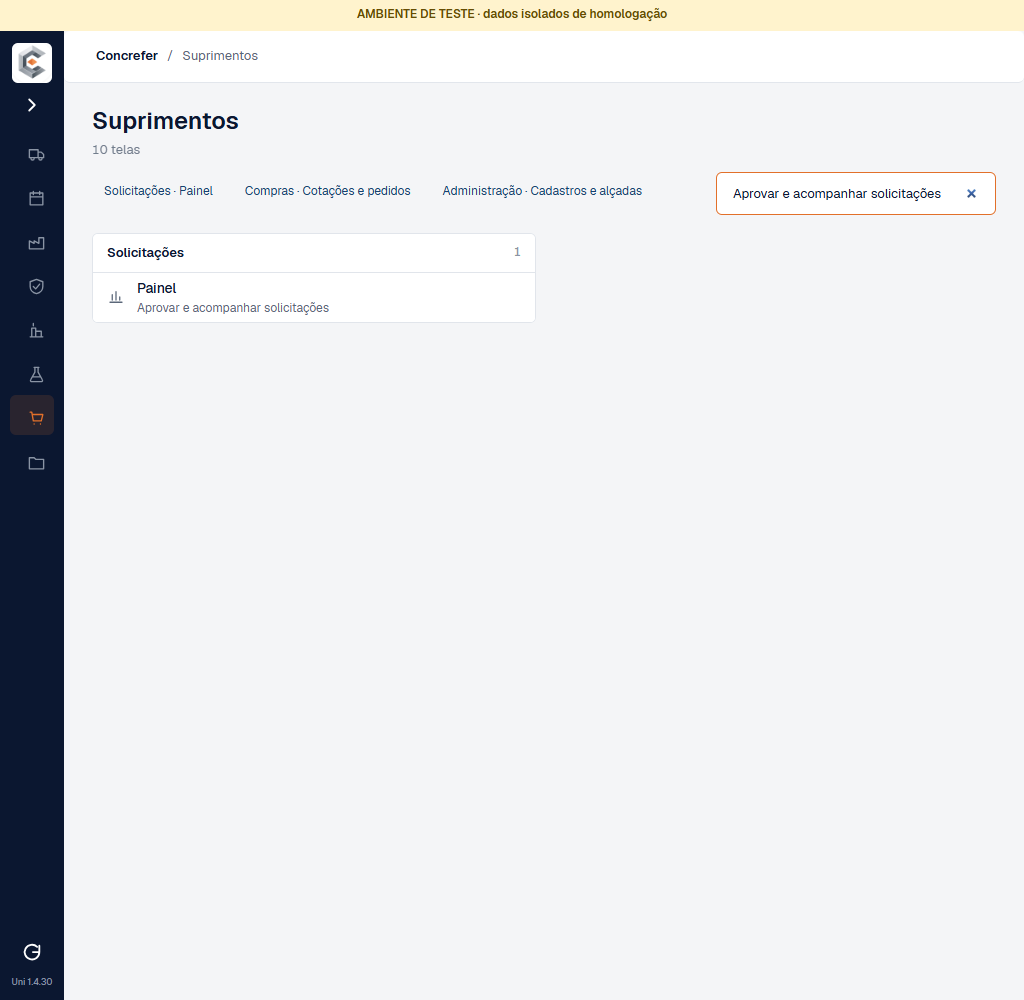 AMBIENTE DE TESTE · dados isolados de homologação
Concrefer / Suprimentos
Suprimentos
10 telas
Solicitações · Painel
Compras · Cotações e pedidos
Administração · Cadastros e alçadas
Aprovar e acompanhar solicitações
Solicitações 1
Painel
Aprovar e acompanhar solicitações
Uni 1.4.30